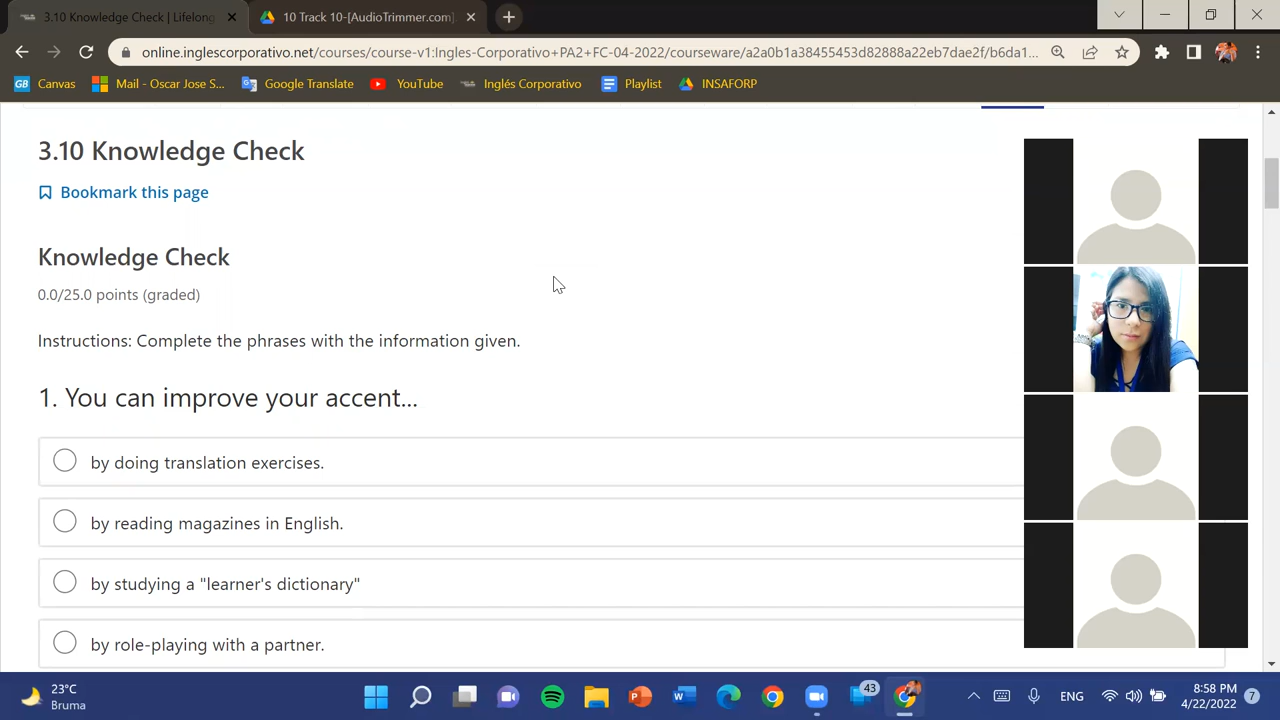 3.10 Knowledge Check | Lifelong
10 Track 10-[AudioTrimmer.com]
online.inglescorporativo.net/courses/course-v1:Ingles-Corporativo+PA2+FC-04-2022/courseware/a2a0b1a38455453d82888a22eb7dae2f/b6da1...
Canvas
Mail - Oscar Jose S...
Google Translate
YouTube
Inglés Corporativo
Playlist
INSAFORP
3.10 Knowledge Check
Bookmark this page
Knowledge Check
0.0/25.0 points (graded)
Instructions: Complete the phrases with the information given.
1. You can improve your accent...
by doing translation exercises.
by reading magazines in English.
by studying a "learner's dictionary"
by role-playing with a partner.
23°C
Bruma
43
ENG
8:58 PM
4/22/2022
7